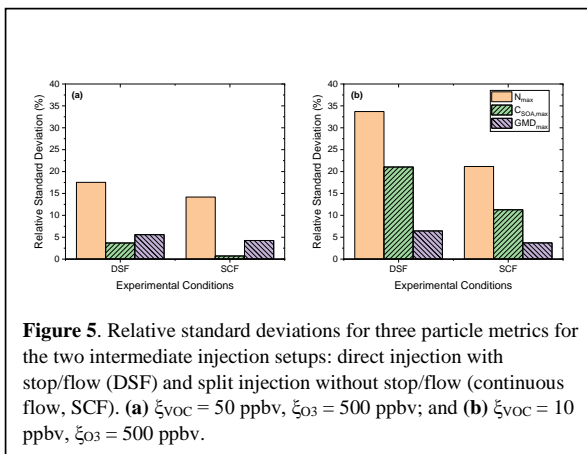 (a)
40
35
30
25
20
15
10
5
0
Relative Standard Deviation (%)
DSF
SCF
Experimental Conditions
(b)
40
35
30
25
20
15
10
5
0
Relative Standard Deviation (%)
DSF
SCF
Experimental Conditions
Nmax
CSOA,max
GMDmax
Figure 5. Relative standard deviations for three particle metrics for
the two intermediate injection setups: direct injection with
stop/flow (DSF) and split injection without stop/flow (continuous
flow, SCF). (a) ξVOC = 50 ppbv, ξO3 = 500 ppbv; and (b) ξVOC = 10
ppbv, ξO3 = 500 ppbv.